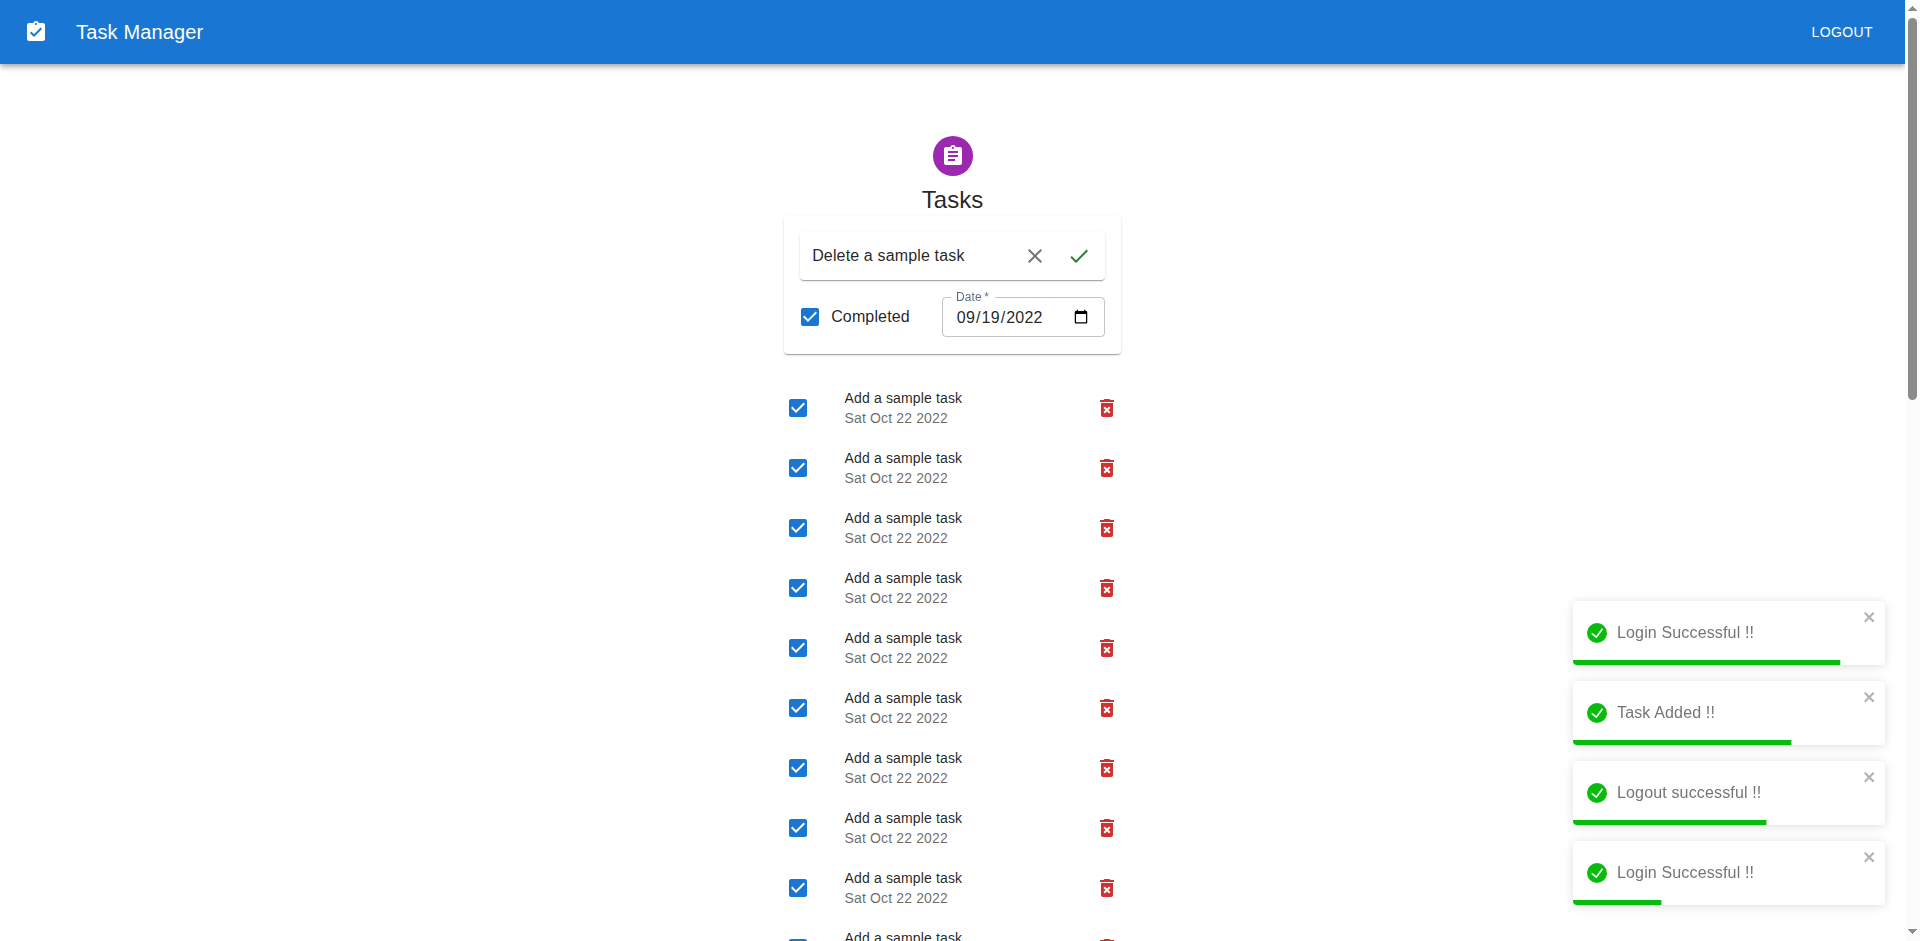 Task Manager
LOGOUT
Tasks
Delete a sample task
Date *
Completed
09/19/2022
Add a sample task
Sat Oct 22 2022
Add a sample task
Sat Oct 22 2022
Add a sample task
Sat Oct 22 2022
Add a sample task
Sat Oct 22 2022
Add a sample task
Sat Oct 22 2022
Add a sample task
Sat Oct 22 2022
Add a sample task
Sat Oct 22 2022
Add a sample task
Sat Oct 22 2022
Add a sample task
Sat Oct 22 2022
Add a sample task
Login Successful !!
Task Added !!
Logout successful !!
Login Successful !!